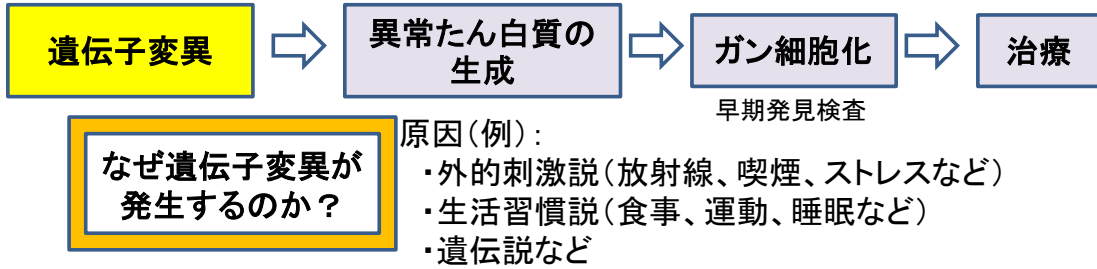 遺伝子変異
異常たん白質の
生成
ガン細胞化
治療
早期発見検査
なぜ遺伝子変異が
発生するのか？
原因（例）：
・外的刺激説（放射線、喫煙、ストレスなど）
・生活習慣説（食事、運動、睡眠など）
・遺伝説など